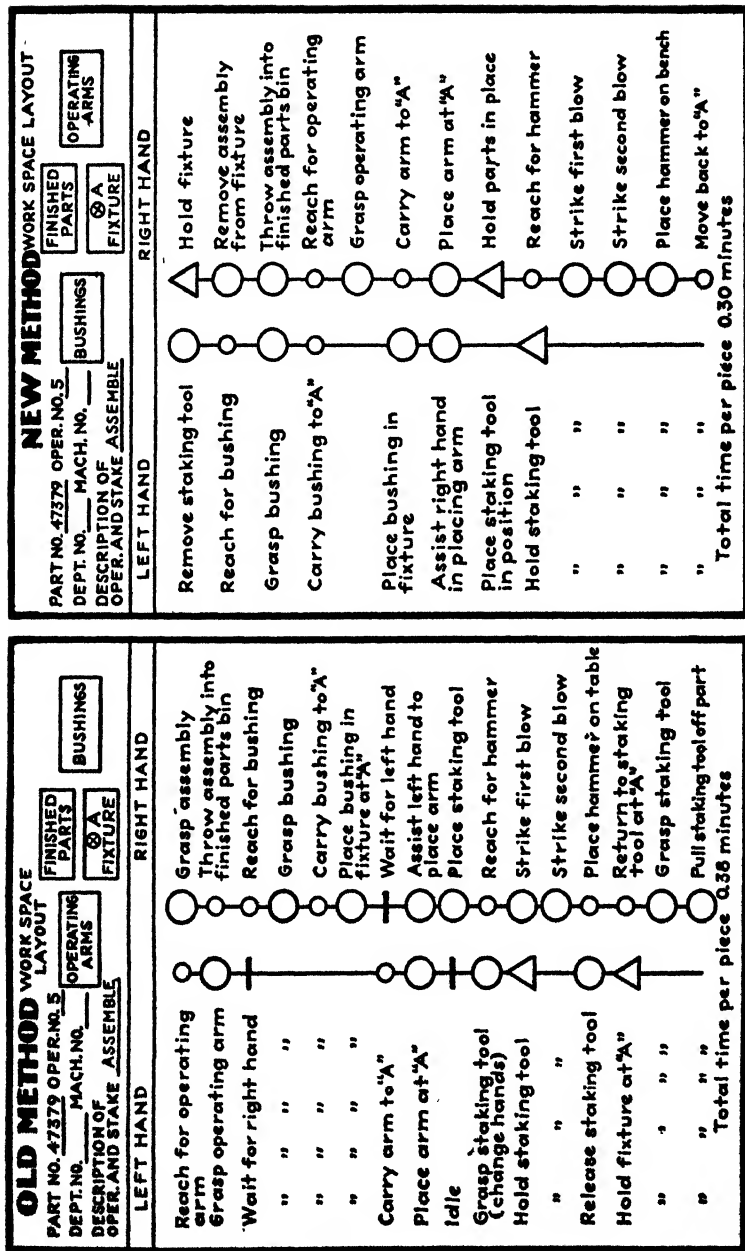 OLD METHOD WORK SPACE
LAYOUT
PART NO. 47379 OPER. NO. 5
DEPT. NO. ___ MACH. NO. ___
DESCRIPTION OF
OPER. AND STAKE ASSEMBLE
OPERATING
ARMS
FINISHED
PARTS
⊗ A
FIXTURE
BUSHINGS
LEFT HAND
Reach for operating
arm
Grasp operating arm
Wait for right hand
" " " "
" " " "
" " " "
Carry arm to "A"
Place arm at "A"
Idle
Grasp staking tool
(change hands)
Hold staking tool
" " "
Release staking tool
Hold fixture at "A"
" " " "
" " " "
RIGHT HAND
Grasp assembly
Throw assembly into
finished parts bin
Reach for bushing
Grasp bushing
Carry bushing to "A"
Place bushing in
fixture at "A"
Wait for left hand
Assist left hand to
place arm
Place staking tool
Reach for hammer
Strike first blow
Strike second blow
Place hammer on table
Return to staking
tool at "A"
Grasp staking tool
Pull staking tool off part
Total time per piece 0.38 minutes
NEW METHOD WORK SPACE LAYOUT
PART NO. 47379 OPER. NO. 5
DEPT. NO. ___ MACH. NO. ___
DESCRIPTION OF
OPER. AND STAKE ASSEMBLE
BUSHINGS
FINISHED
PARTS
⊗ A
FIXTURE
OPERATING
ARMS
LEFT HAND
Remove staking tool
Reach for bushing
Grasp bushing
Carry bushing to "A"
Place bushing in
fixture
Assist right hand
in placing arm
Place staking tool
in position
Hold staking tool
" " "
" " "
" " "
" " "
RIGHT HAND
Hold fixture
Remove assembly
from fixture
Throw assembly into
finished parts bin
Reach for operating
arm
Grasp operating arm
Carry arm to "A"
Place arm at "A"
Hold parts in place
Reach for hammer
Strike first blow
Strike second blow
Place hammer on bench
Move back to "A"
Total time per piece 0.30 minutes